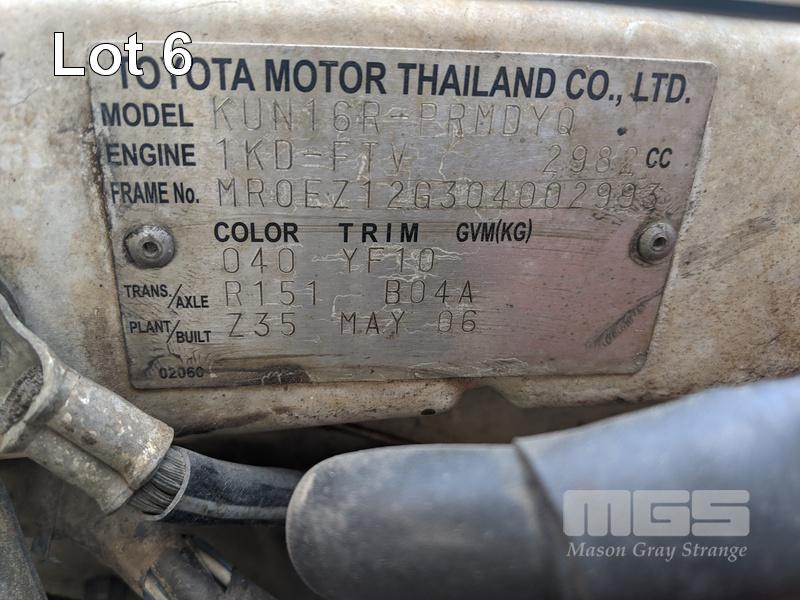 Lot 6
TOYOTA MOTOR THAILAND CO., LTD.
MODEL KUN16R-PRMDYQ
ENGINE 1KD-FTV 2982 CC
FRAME No. MR0EZ12G304002993
COLOR TRIM GVM(KG)
040 YF10
TRANS./AXLE R151 B04A
PLANT/BUILT Z35 MAY 06
02060
MGS
Mason Gray Strange